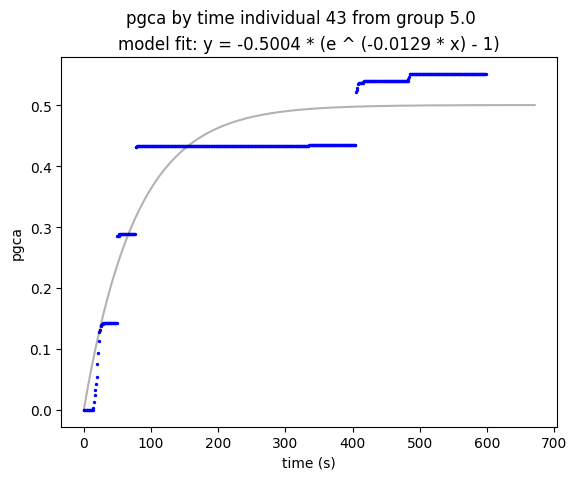 pgca by time individual 43 from group 5.0
model fit: y = -0.5004 * (e ^ (-0.0129 * x) - 1)
pgca
0.5
0.4
0.3
0.2
0.1
0.0
0 100 200 300 400 500 600 700
time (s)